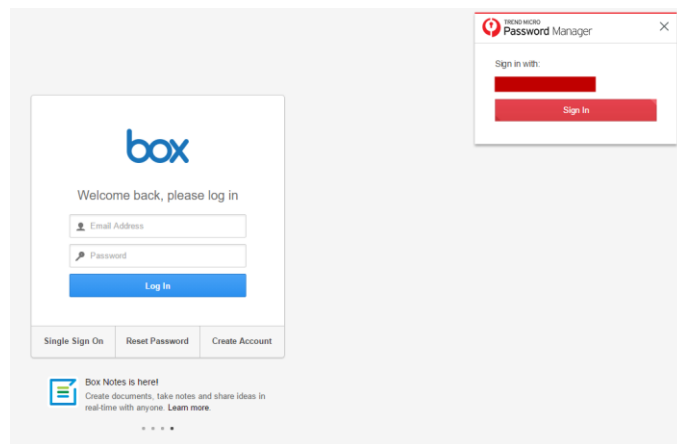 TREND MICRO
Password Manager
Sign in with:
Sign In
box
Welcome back, please log in
Email Address
Password
Log In
Single Sign On
Reset Password
Create Account
Box Notes is here!
Create documents, take notes and share ideas in
real-time with anyone. Learn more.